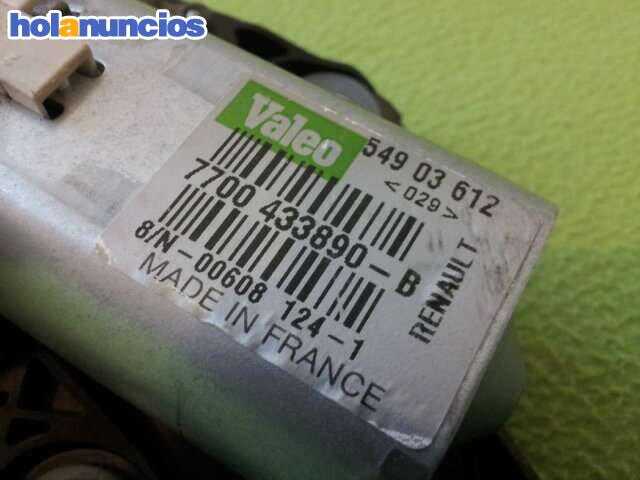 holanuncios
Valeo
549 03 612
<029>
7700 433890-B
8/N-00608 124-1
RENAULT
MADE IN FRANCE